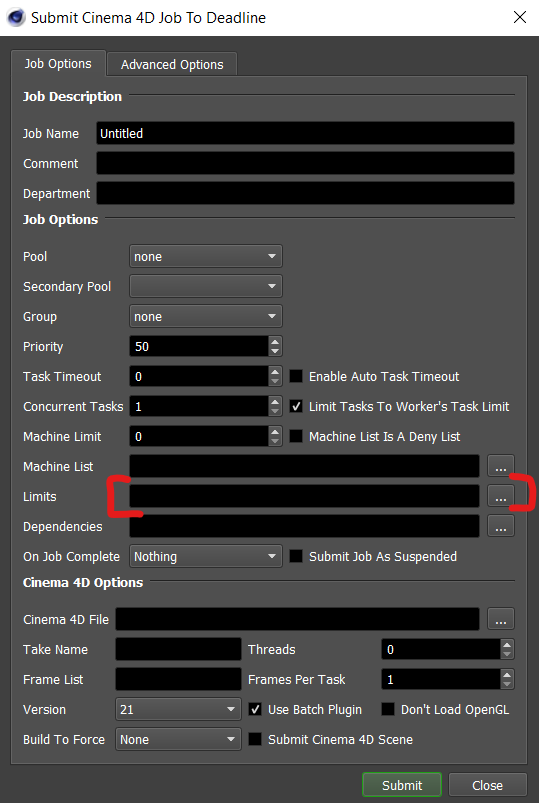 Submit Cinema 4D Job To Deadline
Job Options Advanced Options
Job Description
Job Name Untitled
Comment
Department
Job Options
Pool none
Secondary Pool
Group none
Priority 50
Task Timeout 0 Enable Auto Task Timeout
Concurrent Tasks 1 Limit Tasks To Worker's Task Limit
Machine Limit 0 Machine List Is A Deny List
Machine List ...
Limits ...
Dependencies ...
On Job Complete Nothing Submit Job As Suspended
Cinema 4D Options
Cinema 4D File ...
Take Name Threads 0
Frame List Frames Per Task 1
Version 21 Use Batch Plugin Don't Load OpenGL
Build To Force None Submit Cinema 4D Scene
Submit Close